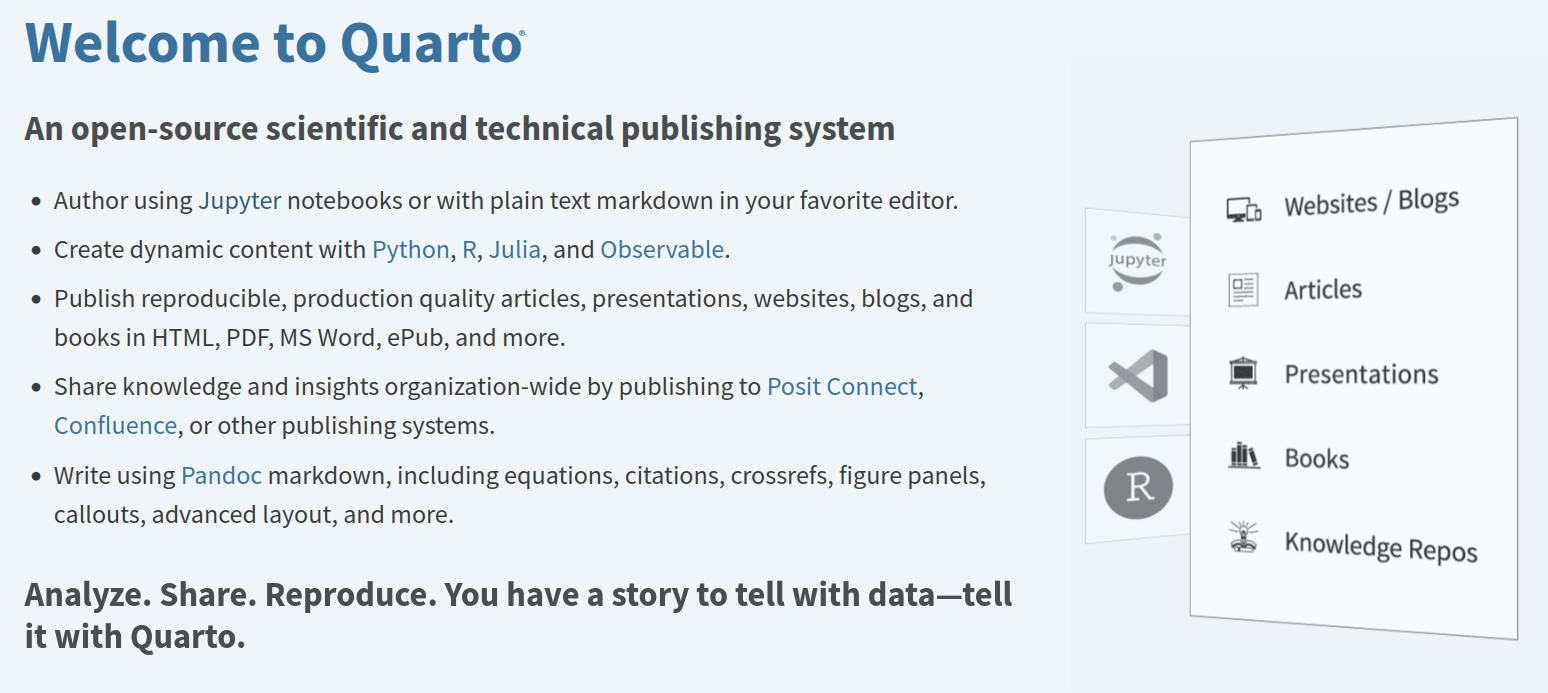 Welcome to Quarto®
An open-source scientific and technical publishing system
• Author using Jupyter notebooks or with plain text markdown in your favorite editor.
• Create dynamic content with Python, R, Julia, and Observable.
• Publish reproducible, production quality articles, presentations, websites, blogs, and
books in HTML, PDF, MS Word, ePub, and more.
• Share knowledge and insights organization-wide by publishing to Posit Connect,
Confluence, or other publishing systems.
• Write using Pandoc markdown, including equations, citations, crossrefs, figure panels,
callouts, advanced layout, and more.
Analyze. Share. Reproduce. You have a story to tell with data—tell
it with Quarto.
Jupyter
R
Websites / Blogs
Articles
Presentations
Books
Knowledge Repos